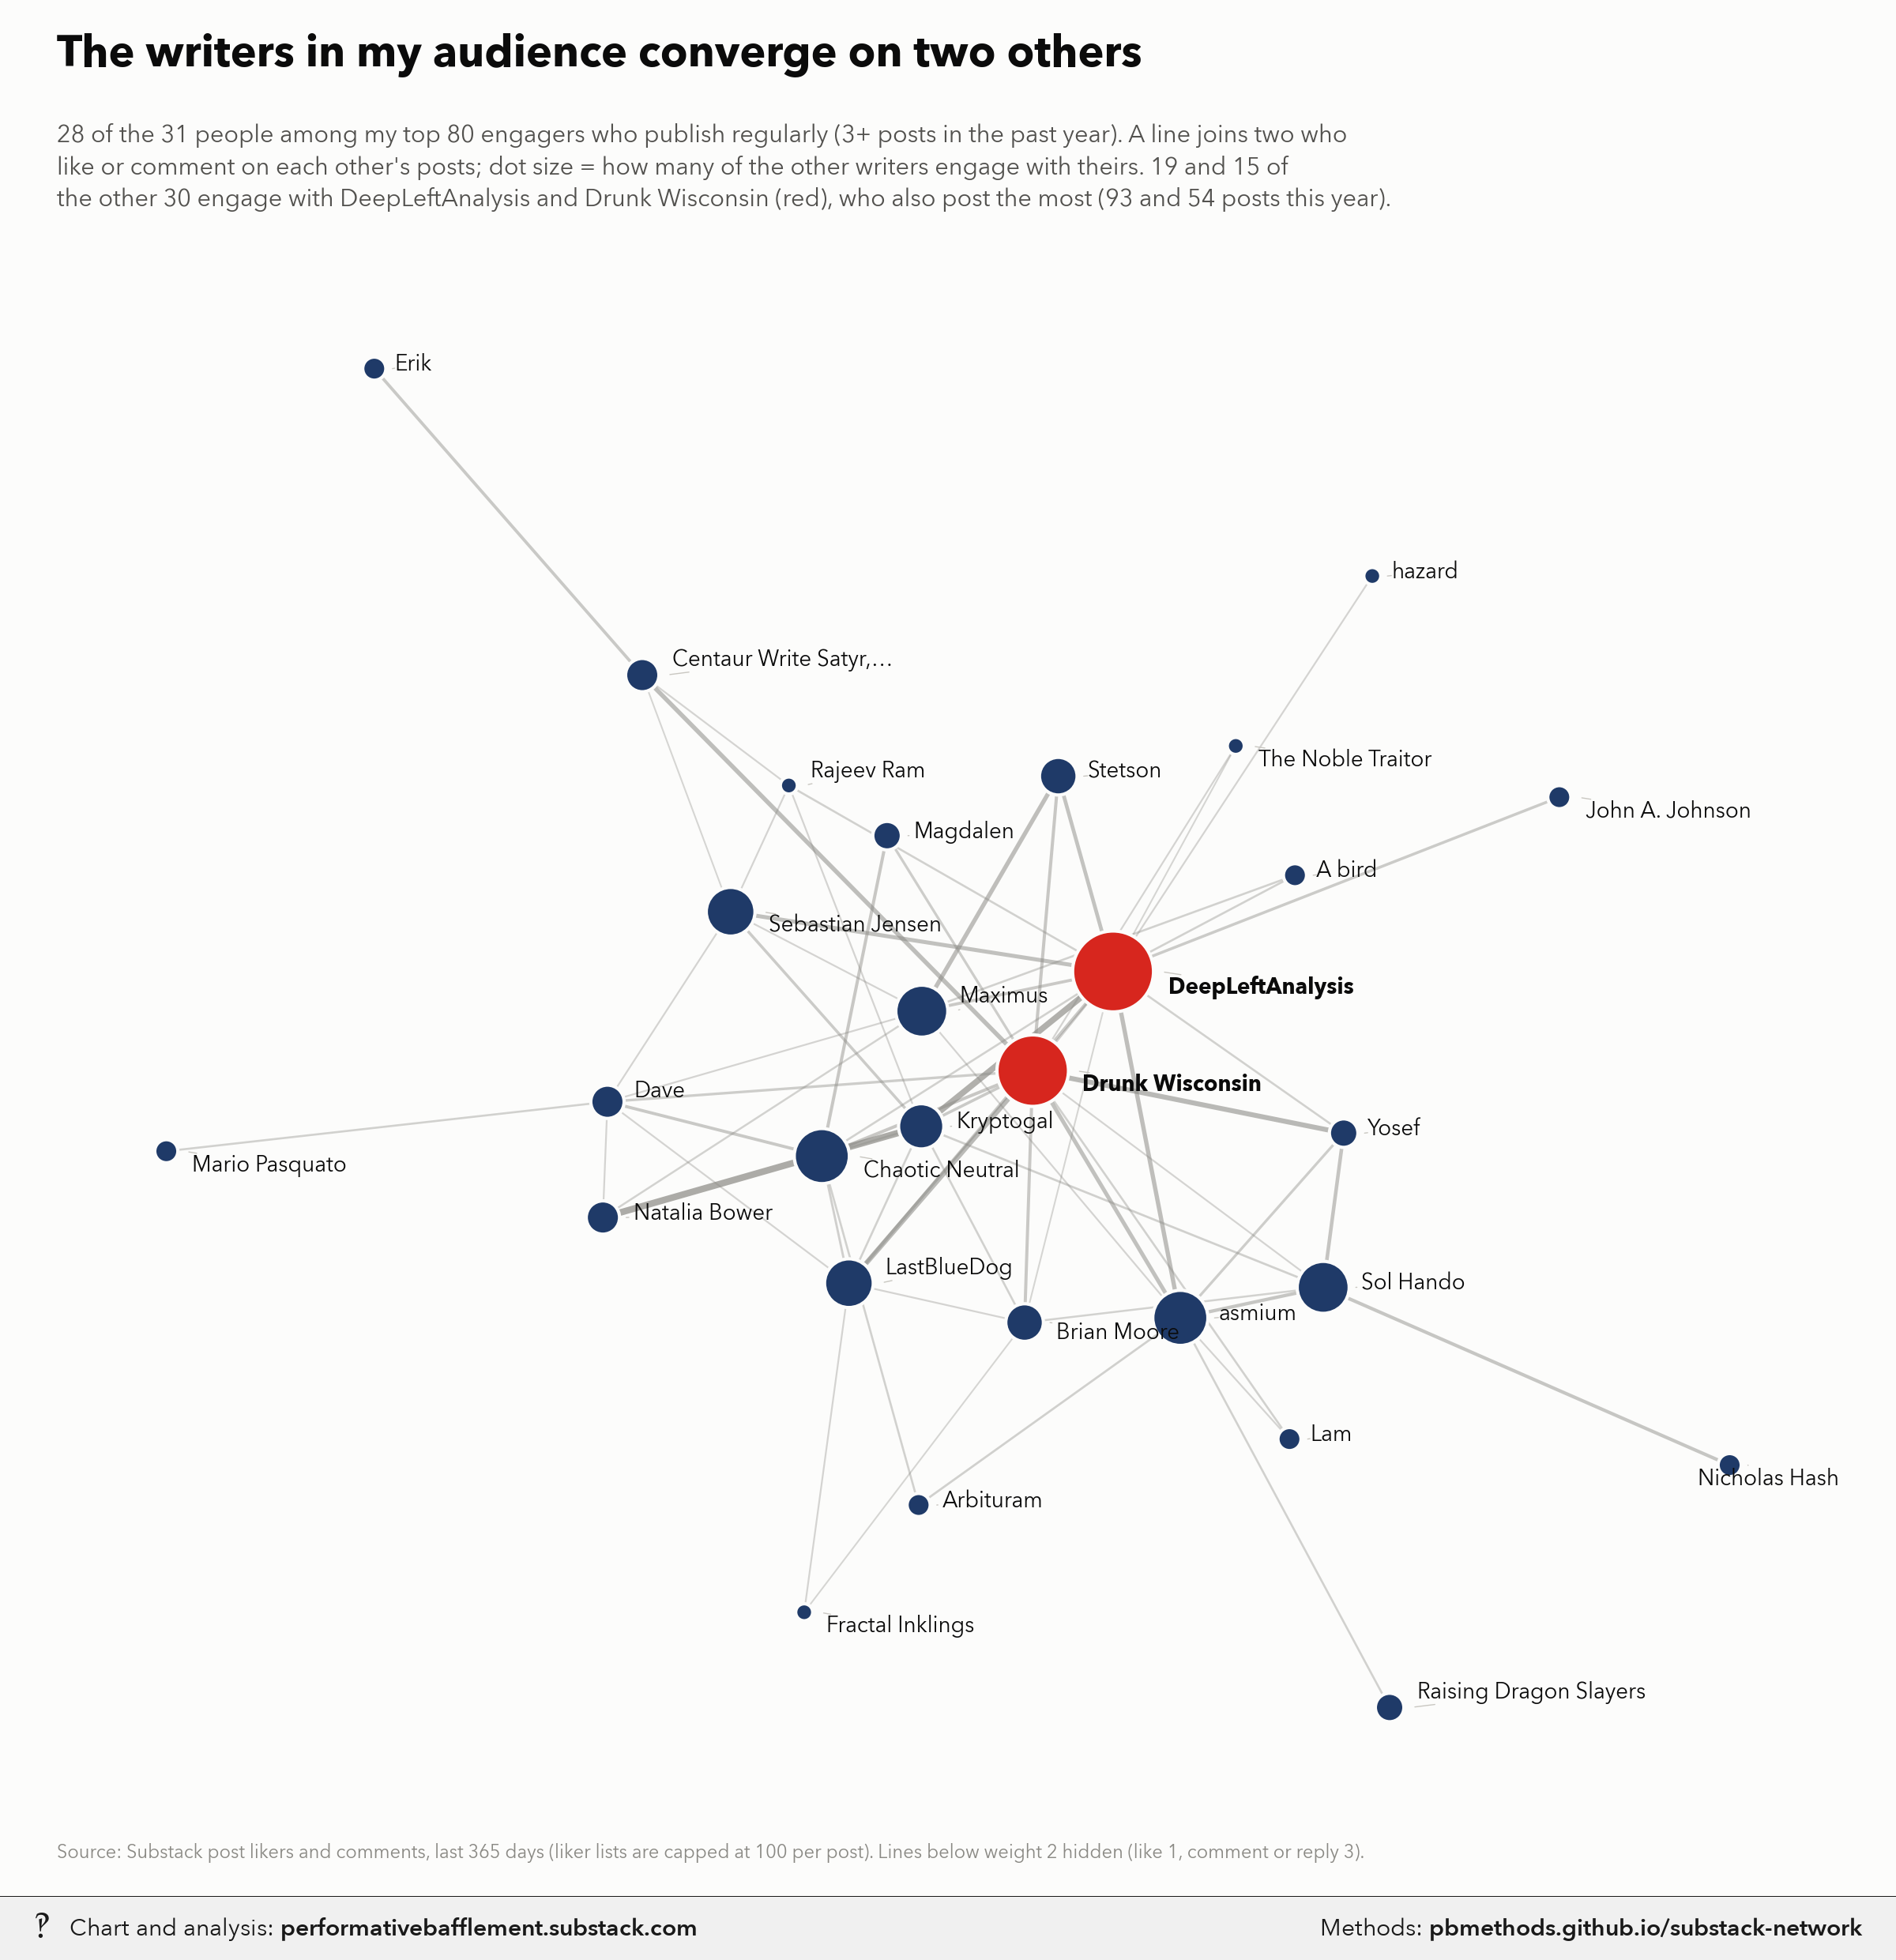 The writers in my audience converge on two others
28 of the 31 people among my top 80 engagers who publish regularly (3+ posts in the past year). A line joins two who
like or comment on each other's posts; dot size = how many of the other writers engage with theirs. 19 and 15 of
the other 30 engage with DeepLeftAnalysis and Drunk Wisconsin (red), who also post the most (93 and 54 posts this year).
Erik
hazard
Centaur Write Satyr,…
The Noble Traitor
Rajeev Ram
Stetson
John A. Johnson
Magdalen
A bird
Sebastian Jensen
DeepLeftAnalysis
Maximus
Drunk Wisconsin
Dave
Kryptogal
Yosef
Mario Pasquato
Chaotic Neutral
Natalia Bower
LastBlueDog
Sol Hando
asmium
Brian Moore
Lam
Nicholas Hash
Arbituram
Fractal Inklings
Raising Dragon Slayers
Source: Substack post likers and comments, last 365 days (liker lists are capped at 100 per post). Lines below weight 2 hidden (like 1, comment or reply 3).
‽ Chart and analysis: performativebafflement.substack.com
Methods: pbmethods.github.io/substack-network